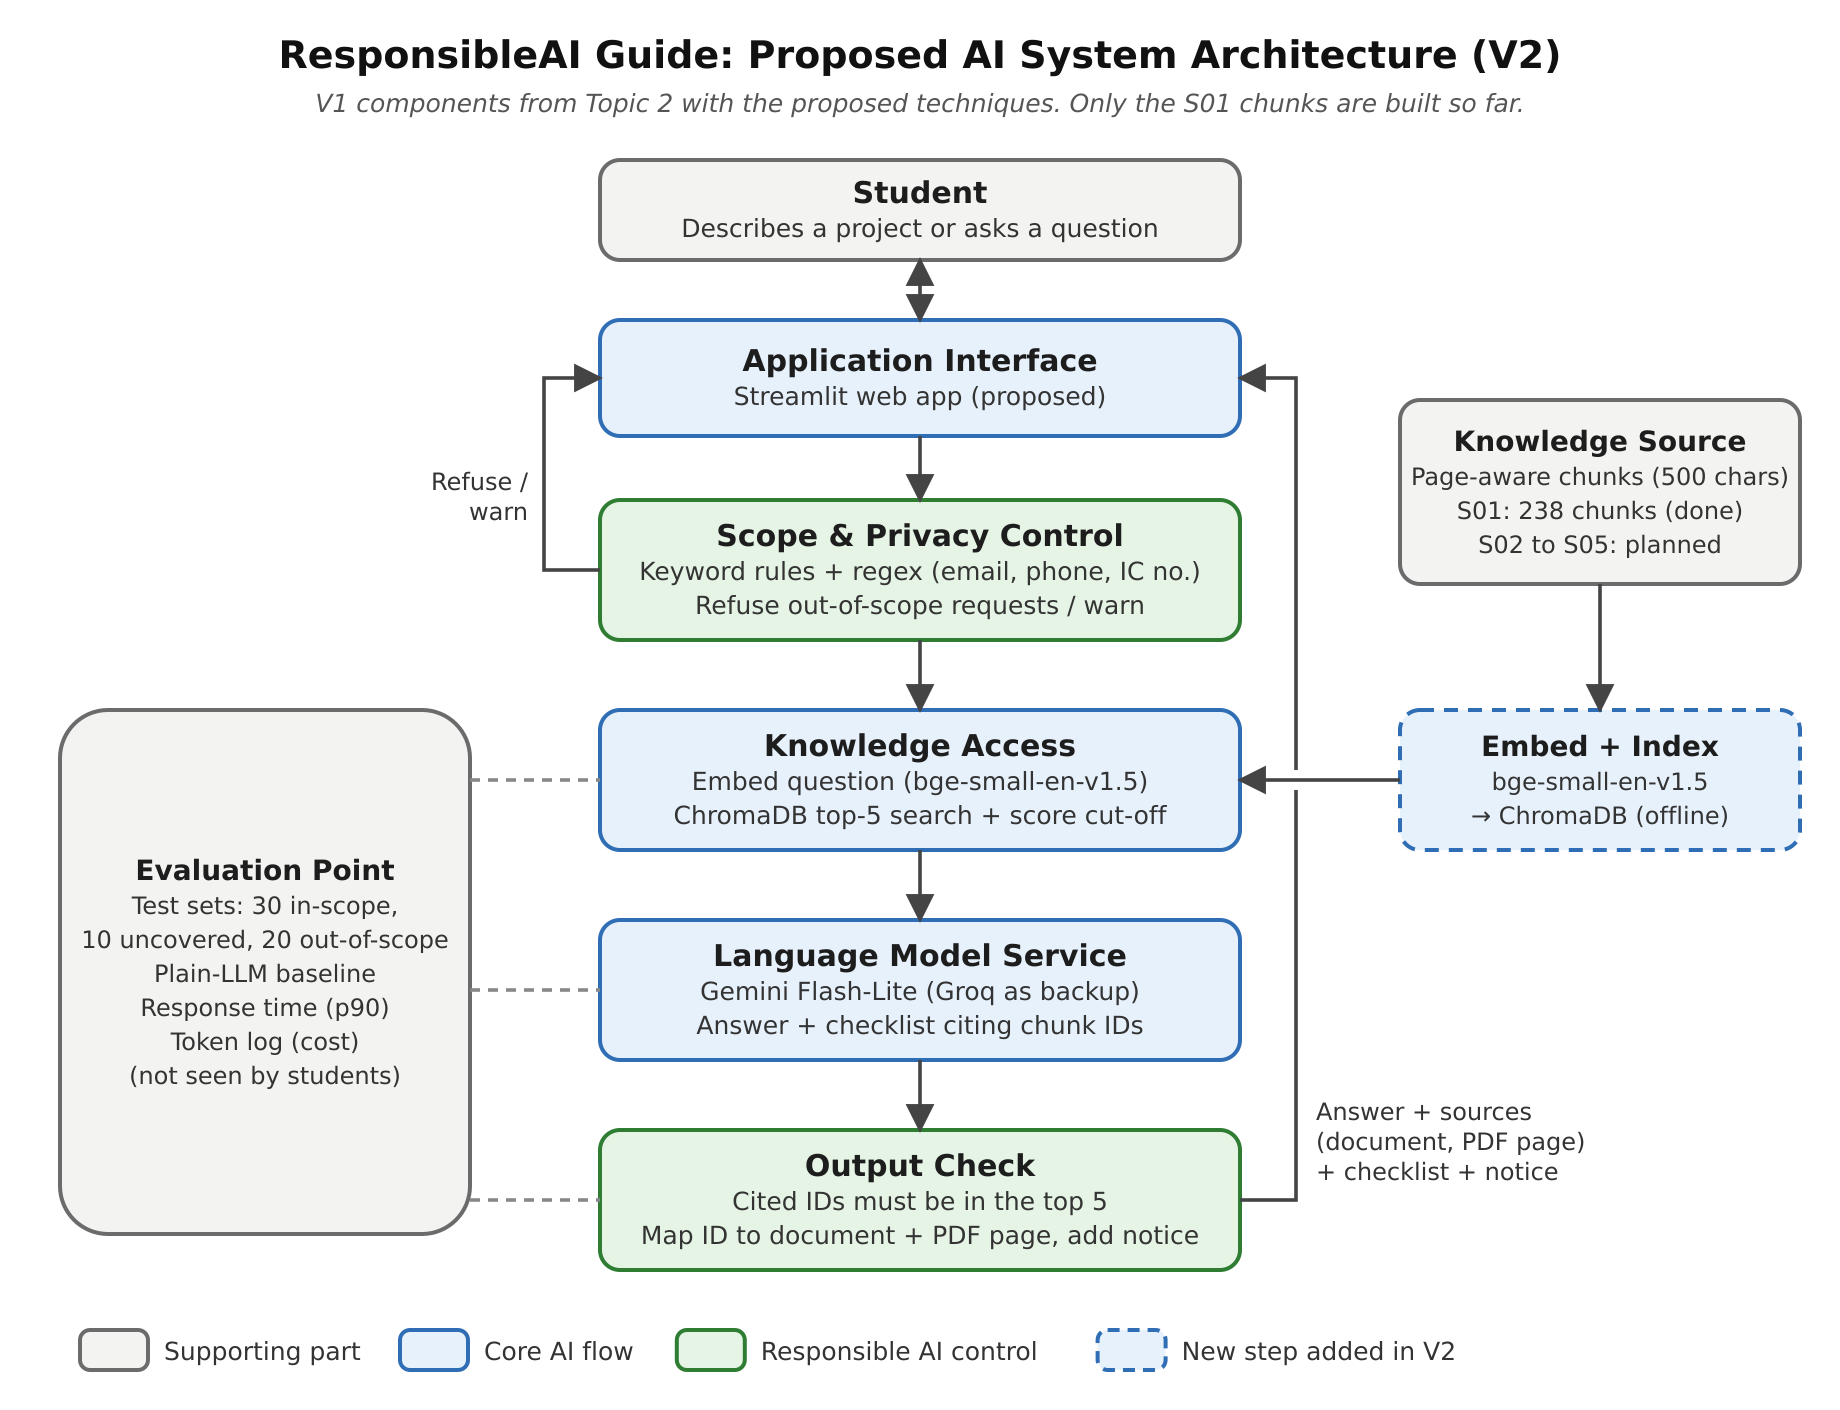 ResponsibleAI Guide: Proposed AI System Architecture (V2)
V1 components from Topic 2 with the proposed techniques. Only the S01 chunks are built so far.
Student
Describes a project or asks a question
Application Interface
Streamlit web app (proposed)
Knowledge Source
Page-aware chunks (500 chars)
S01: 238 chunks (done)
S02 to S05: planned
Refuse /
warn
Scope & Privacy Control
Keyword rules + regex (email, phone, IC no.)
Refuse out-of-scope requests / warn
Knowledge Access
Embed question (bge-small-en-v1.5)
ChromaDB top-5 search + score cut-off
Embed + Index
bge-small-en-v1.5
→ ChromaDB (offline)
Evaluation Point
Test sets: 30 in-scope,
10 uncovered, 20 out-of-scope
Plain-LLM baseline
Response time (p90)
Token log (cost)
(not seen by students)
Language Model Service
Gemini Flash-Lite (Groq as backup)
Answer + checklist citing chunk IDs
Answer + sources
(document, PDF page)
+ checklist + notice
Output Check
Cited IDs must be in the top 5
Map ID to document + PDF page, add notice
Supporting part
Core AI flow
Responsible AI control
New step added in V2